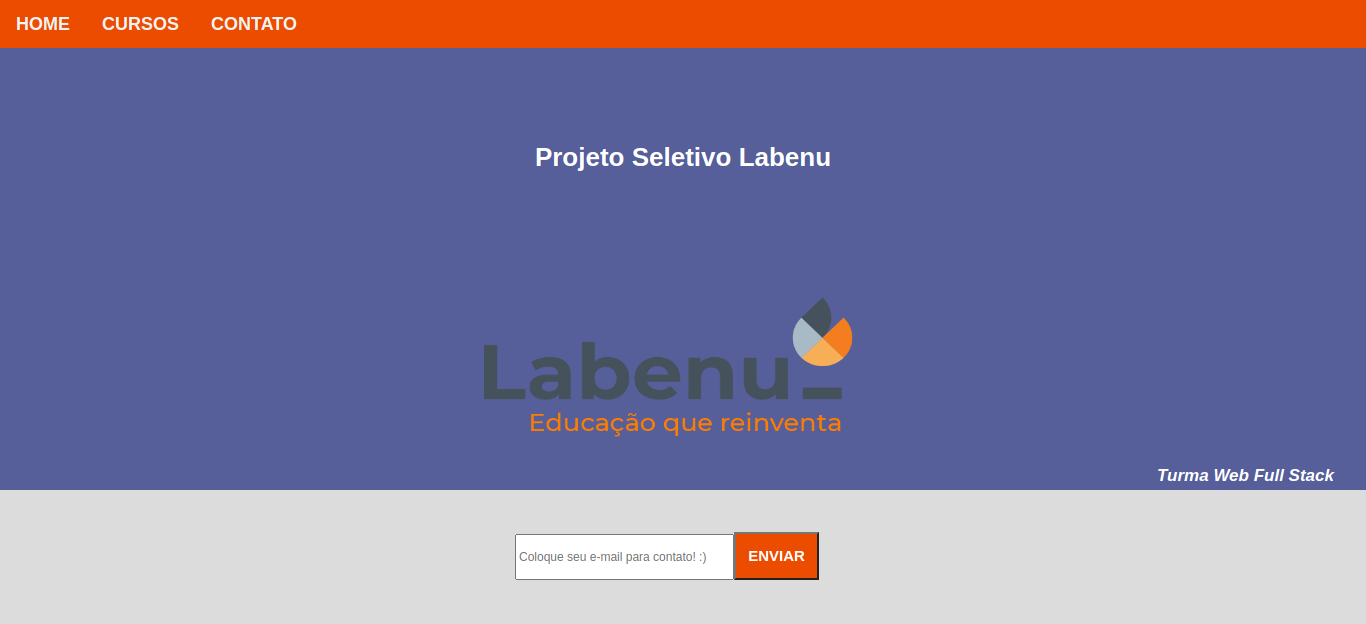 HOME CURSOS CONTATO
Projeto Seletivo Labenu
Labenu_
Educação que reinventa
Turma Web Full Stack
Coloque seu e-mail para contato! :) ENVIAR